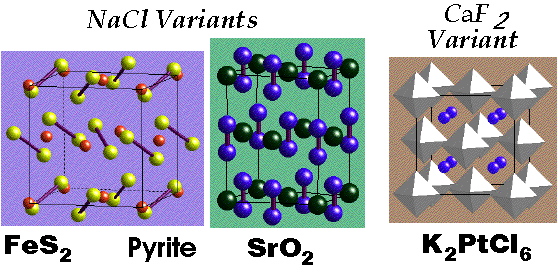 NaCl Variants
CaF2
Variant
FeS2 Pyrite SrO2 K2PtCl6